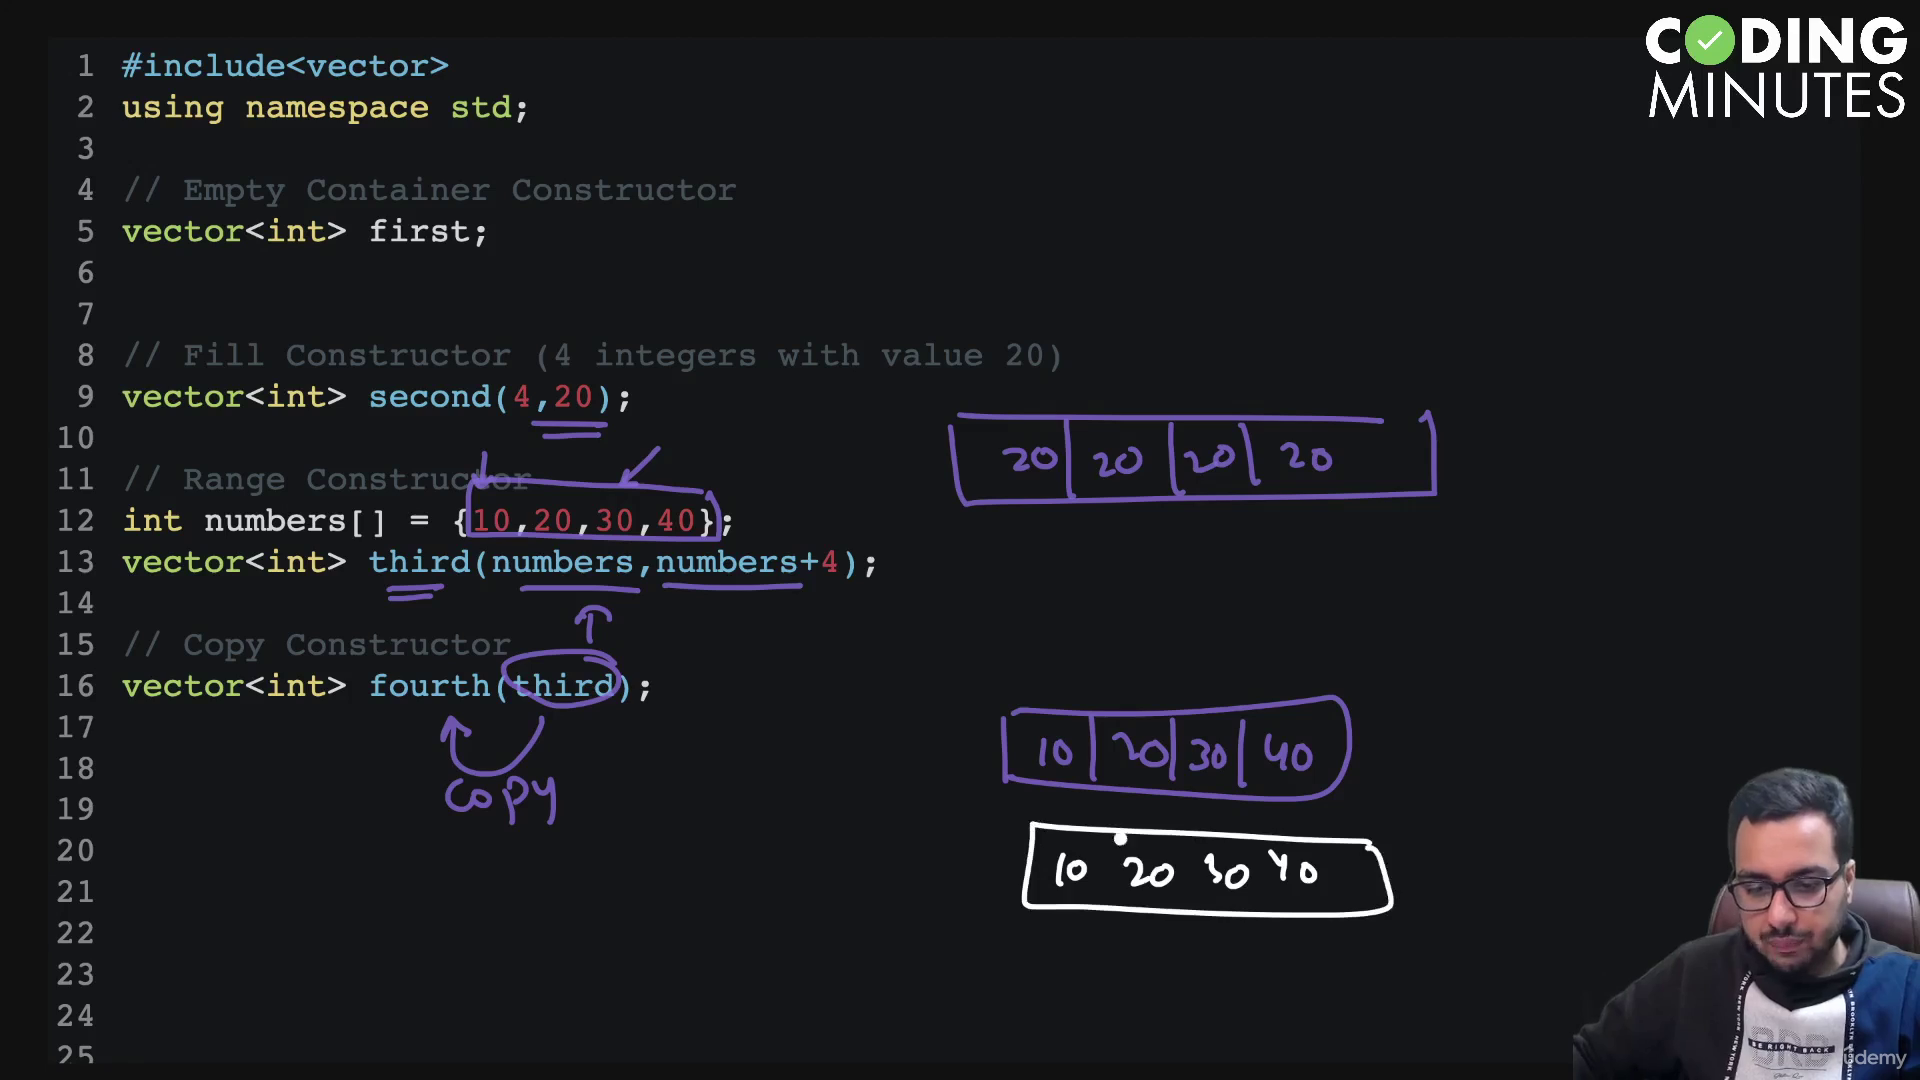 CODING
MINUTES
1 #include<vector>
2 using namespace std;
3
4 // Empty Container Constructor
5 vector<int> first;
6
7
8 // Fill Constructor (4 integers with value 20)
9 vector<int> second(4,20);
10
11 // Range Constructor
12 int numbers[] = {10,20,30,40};
13 vector<int> third(numbers,numbers+4);
14
15 // Copy Constructor
16 vector<int> fourth(third);
17
18
19
20
21
22
23
24
25
20 20 20 20
10 20 30 40
copy
10 20 30 40
BE RIGHT BACK
udemy